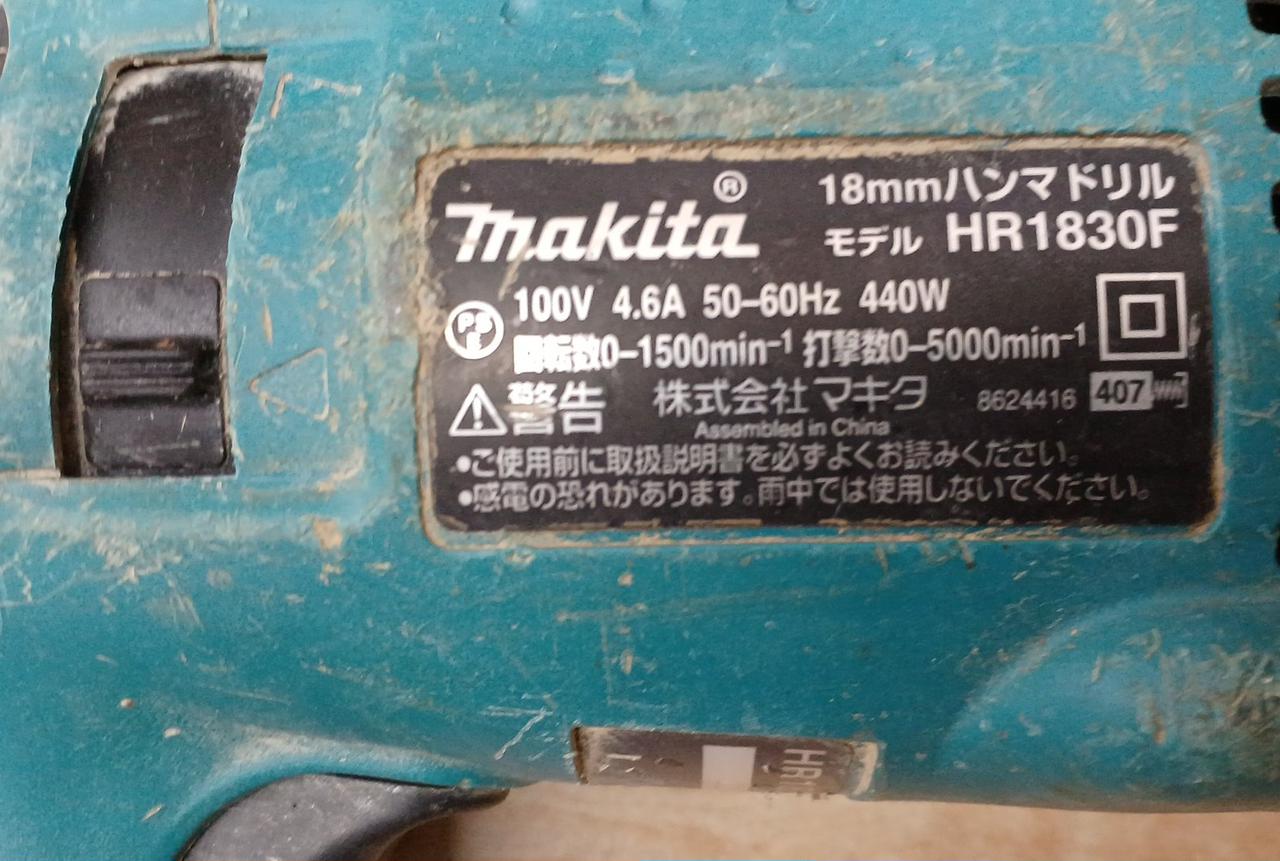 makita®
18mmハンマドリル
モデル HR1830F
PSE
100V 4.6A 50-60Hz 440W
回転数0-1500min⁻¹ 打撃数0-5000min⁻¹
警告 株式会社マキタ 8624416 407
Assembled in China
•ご使用前に取扱説明書を必ずよくお読みください。
•感電の恐れがあります。雨中では使用しないでください。